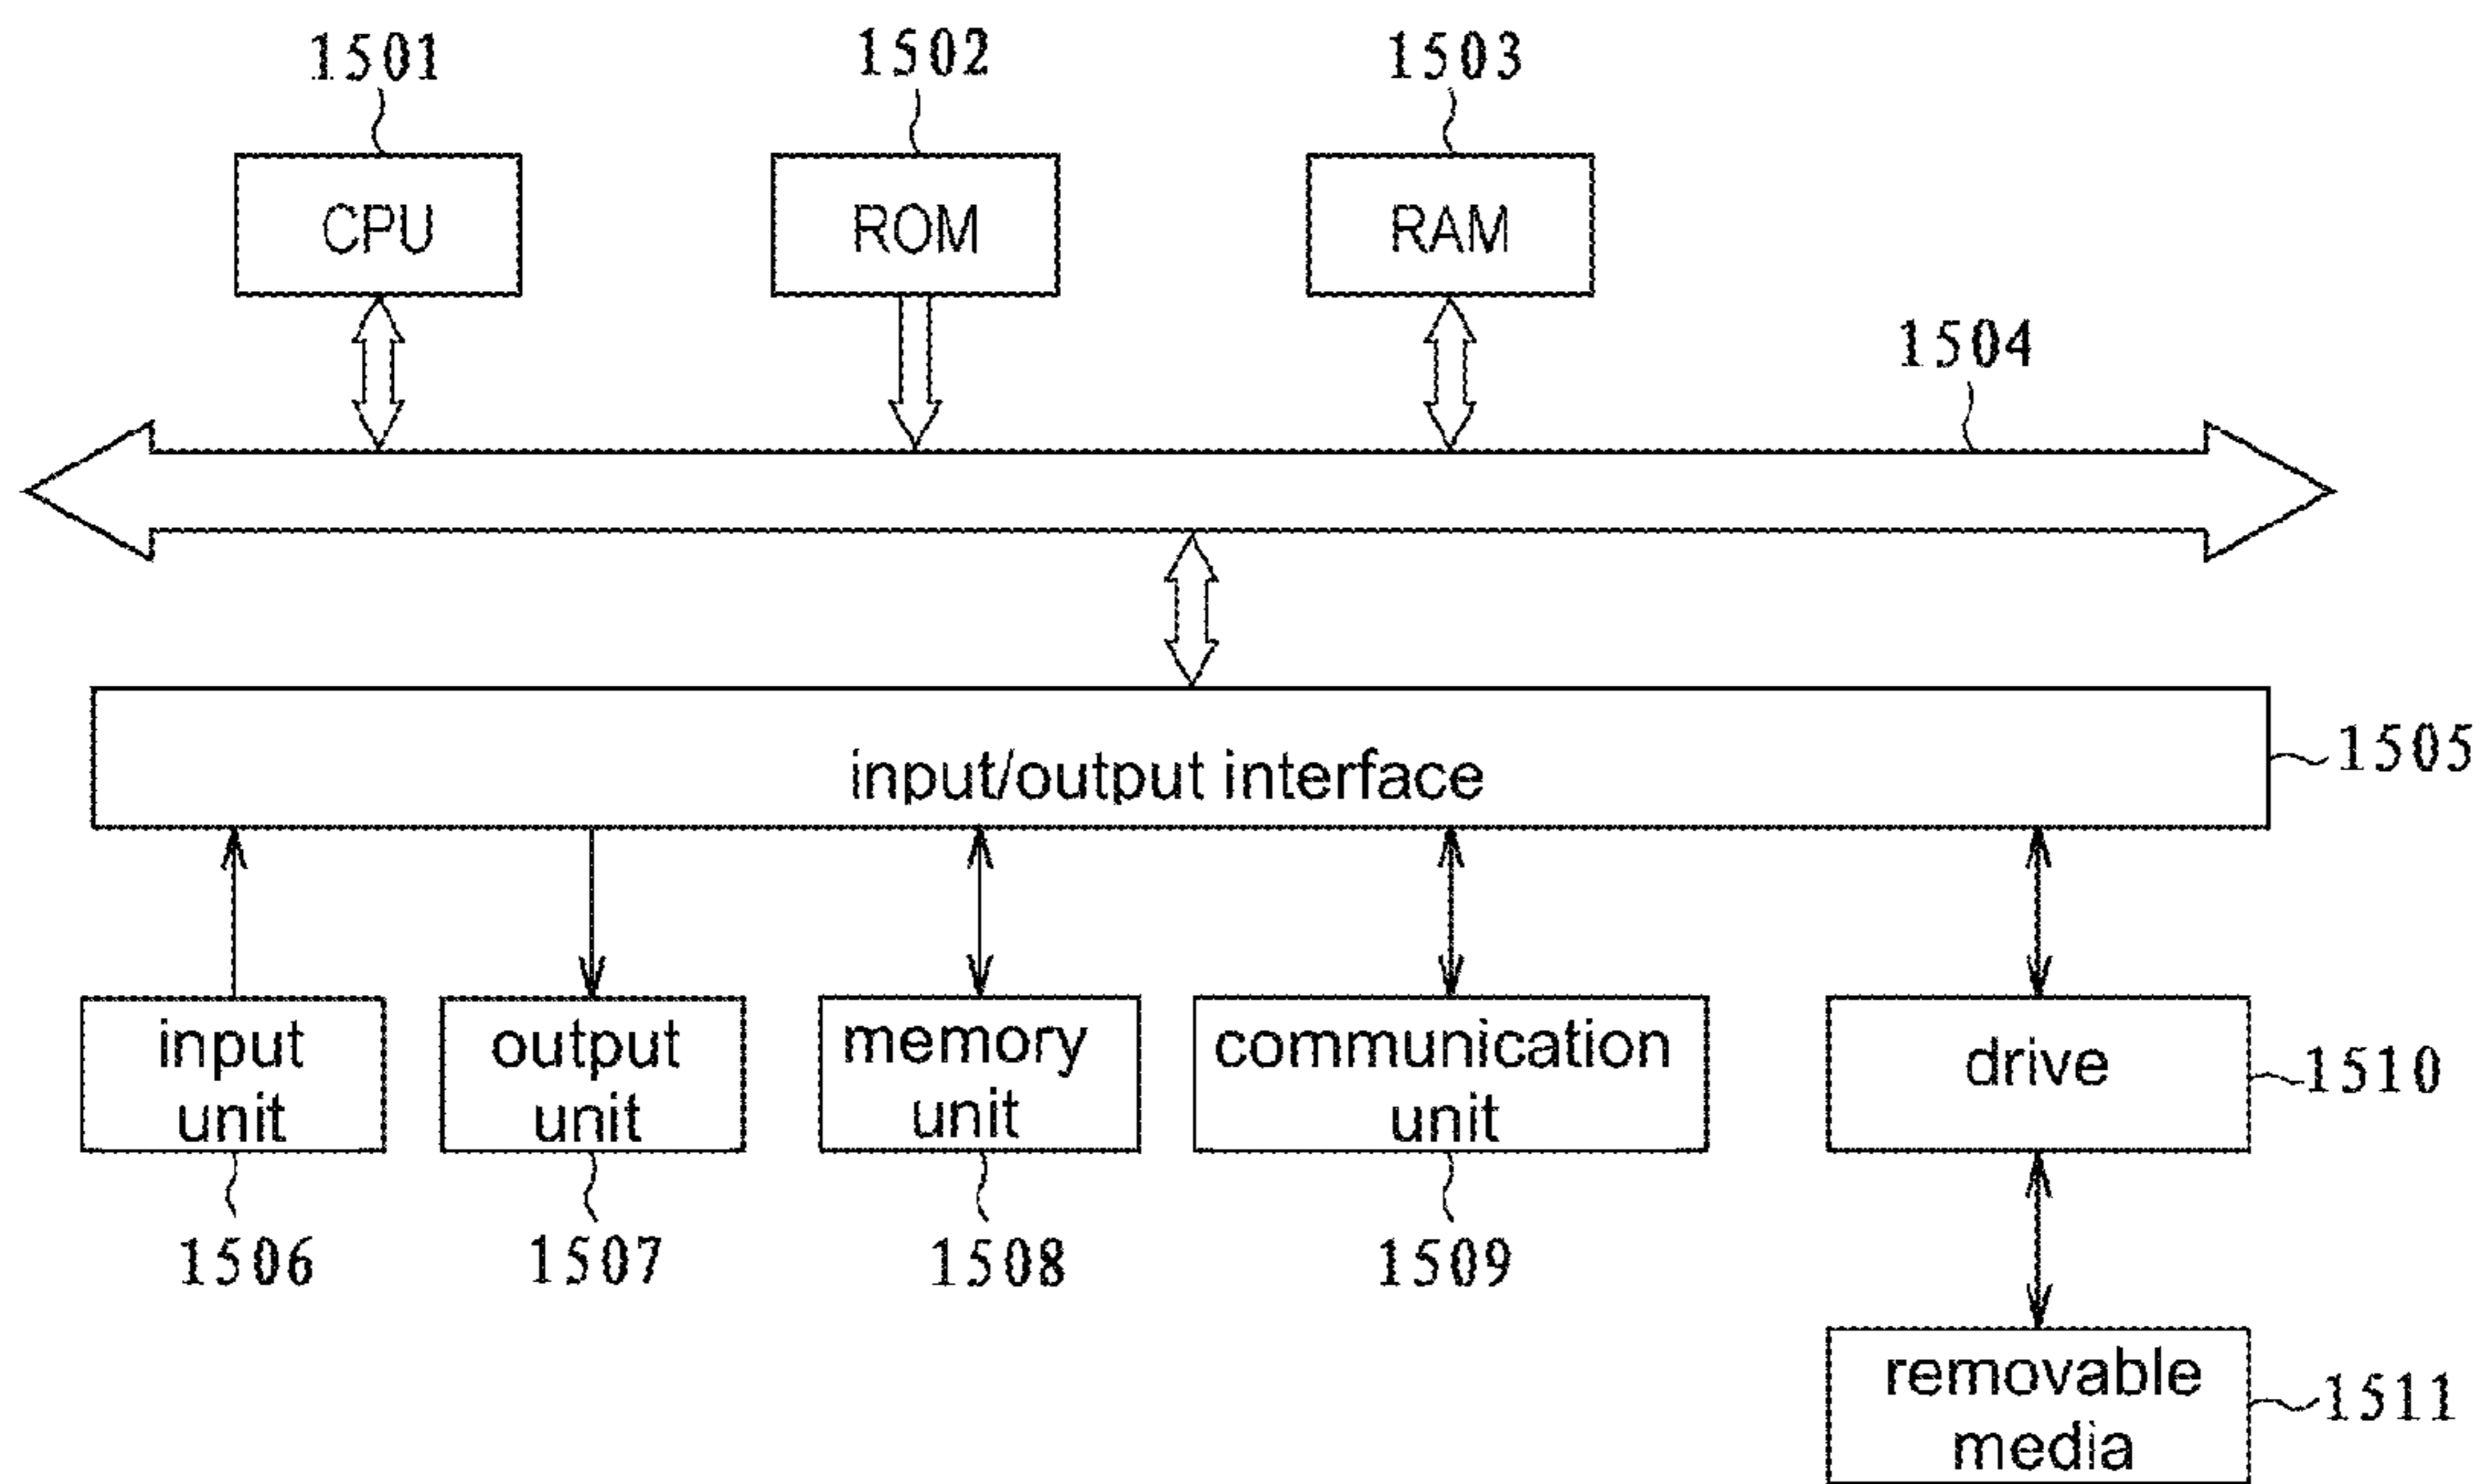 1501
1502
1503
CPU
ROM
RAM
1504
input/output interface
1505
input
unit
output
unit
memory
unit
communication
unit
drive
1510
1506
1507
1508
1509
removable
media
1511